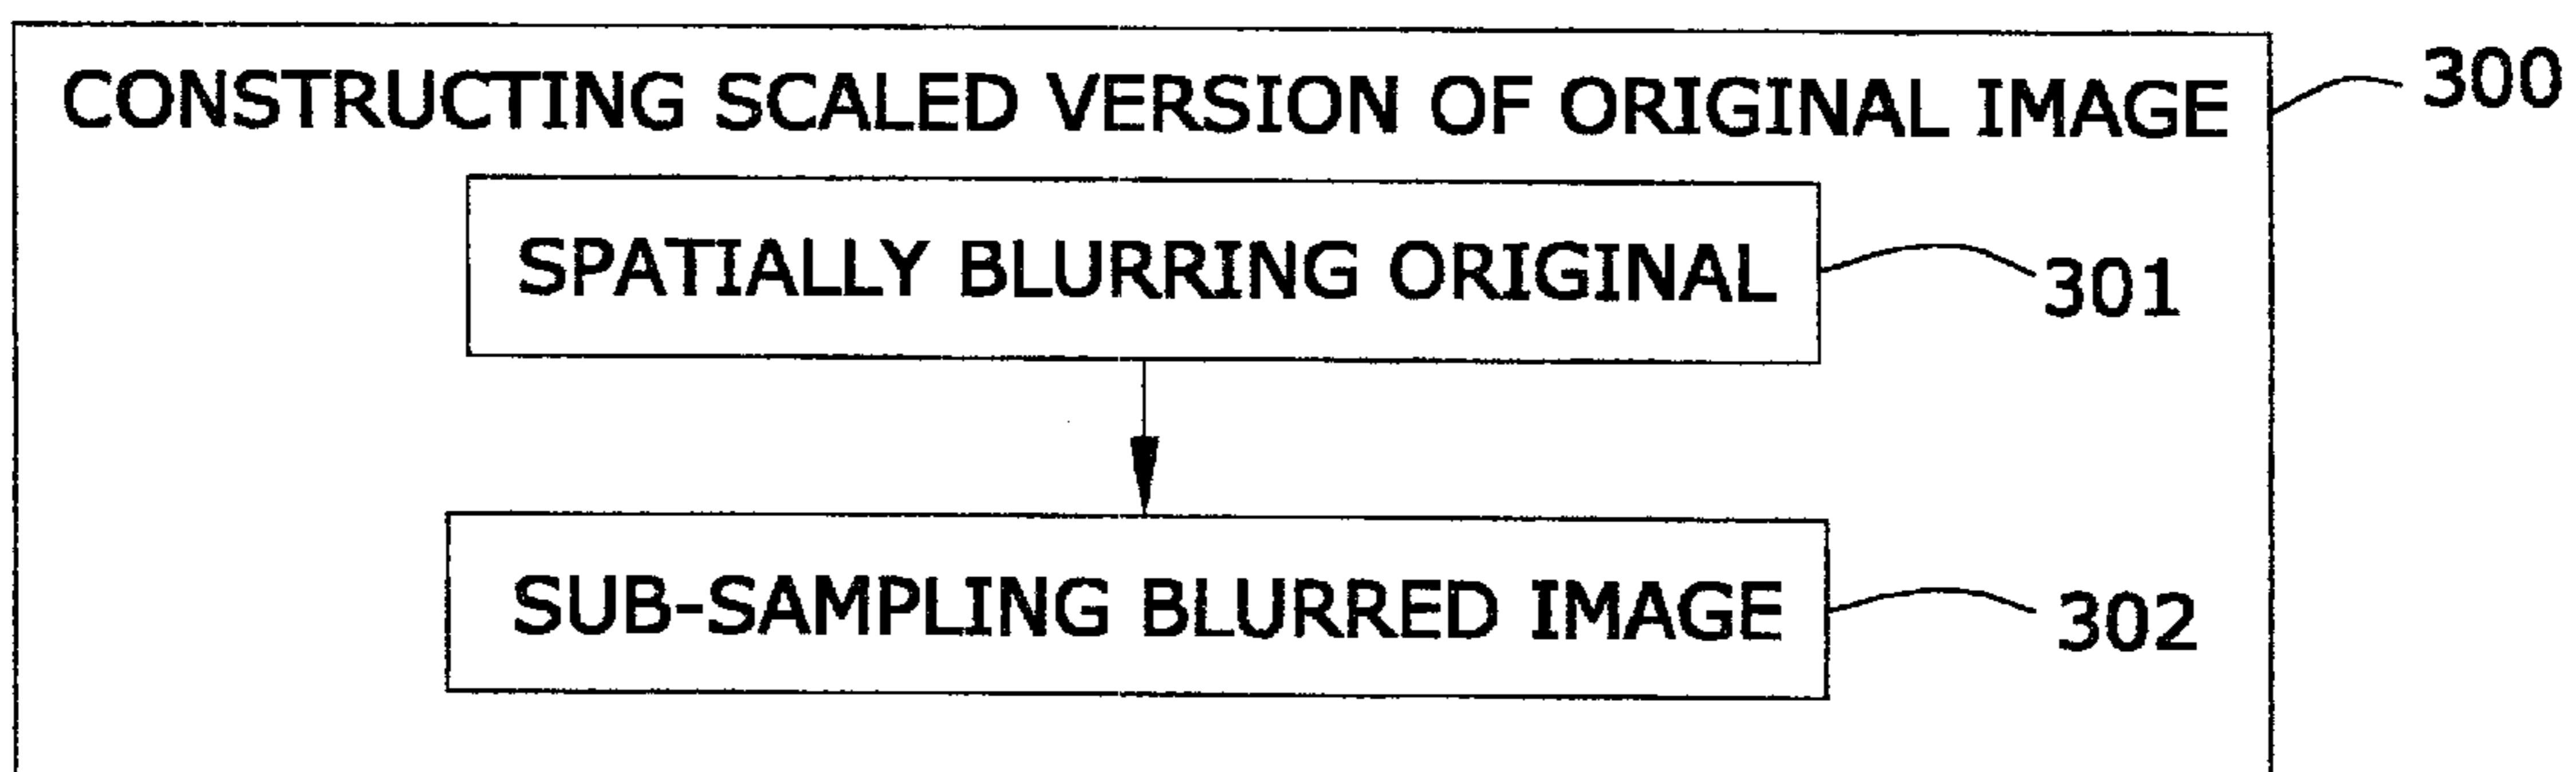 CONSTRUCTING SCALED VERSION OF ORIGINAL IMAGE
300
SPATIALLY BLURRING ORIGINAL
301
SUB-SAMPLING BLURRED IMAGE
302